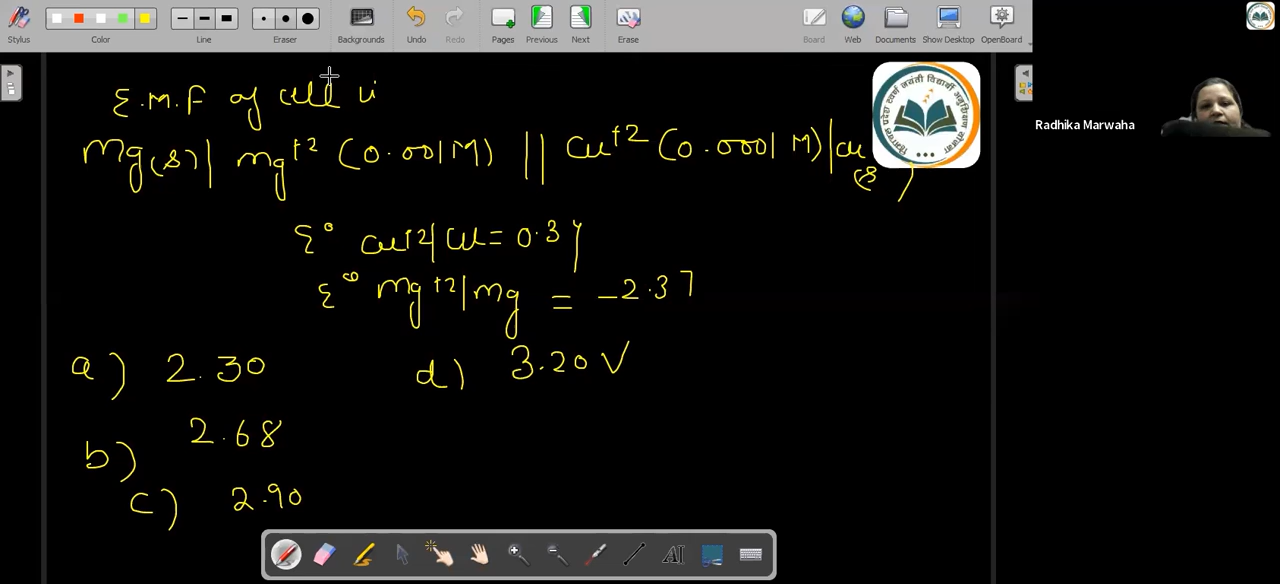 Stylus Color Line Eraser Backgrounds Undo Redo Pages Previous Next Erase Board Web Documents Show Desktop OpenBoard
E.M.F of cell is
Mg(s)| Mg+2 (0.001M) || Cu+2 (0.0001 M)|Cu(s)
Radhika Marwaha
E° Cu+2|Cu = 0.34
E° Mg+2|Mg = -2.37
a) 2.30 d) 3.20 V
b) 2.68
c) 2.90
AI